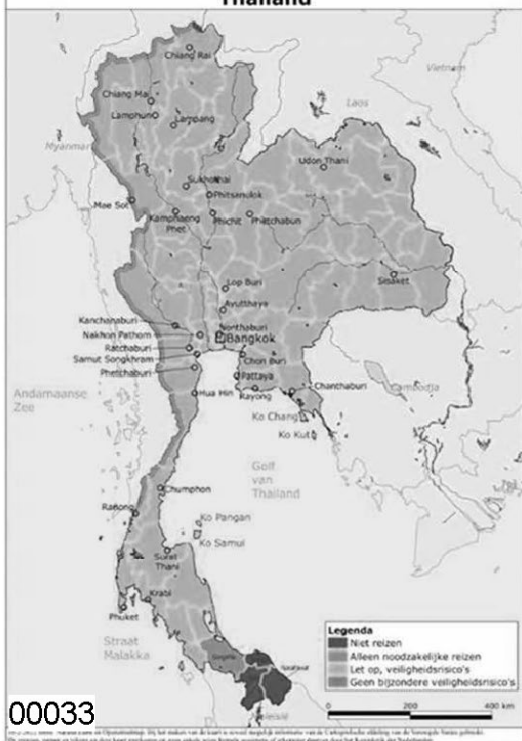 Thailand
Chiang Rai
Vietnam
Chiang Mai
Laos
Lamphun
Lampang
Myanmar
Udon Thani
Sukhothai
Phitsanulok
Mae Sot
Kamphaeng
Phet
Phichit
Phetchabun
Sisaket
Lop Buri
Ayutthaya
Kanchanaburi
Nonthaburi
Nakhon Pathom
Bangkok
Ratchaburi
Samut Songkhram
Chon Buri
Phetchaburi
Pattaya
Chanthaburi
Cambodja
Andamaanse
Zee
Hua Hin
Rayong
Ko Chang
Ko Kut
Golf
van
Thailand
Chumphon
Ranong
Ko Pangan
Ko Samui
Surat
Thani
Krabi
Phuket
Straat
Malakka
Songkhla
Narathiwat
Maleisië
Legenda
Niet reizen
Alleen noodzakelijke reizen
Let op, veiligheidsrisico's
Geen bijzondere veiligheidsrisico's
0 200 400 km
00033